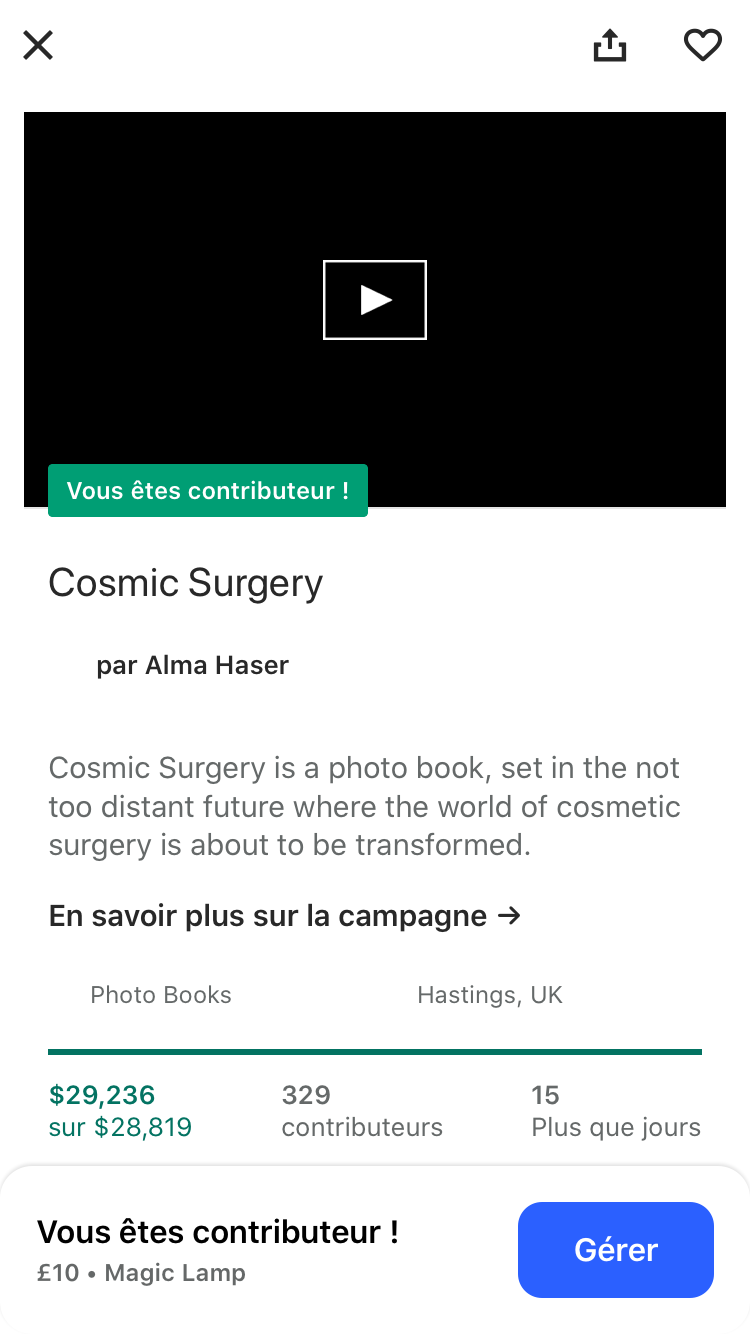 Vous êtes contributeur !
Cosmic Surgery
par Alma Haser
Cosmic Surgery is a photo book, set in the not
too distant future where the world of cosmetic
surgery is about to be transformed.
En savoir plus sur la campagne →
Photo Books
Hastings, UK
$29,236
sur $28,819
329
contributeurs
15
Plus que jours
Vous êtes contributeur !
£10 • Magic Lamp
Gérer